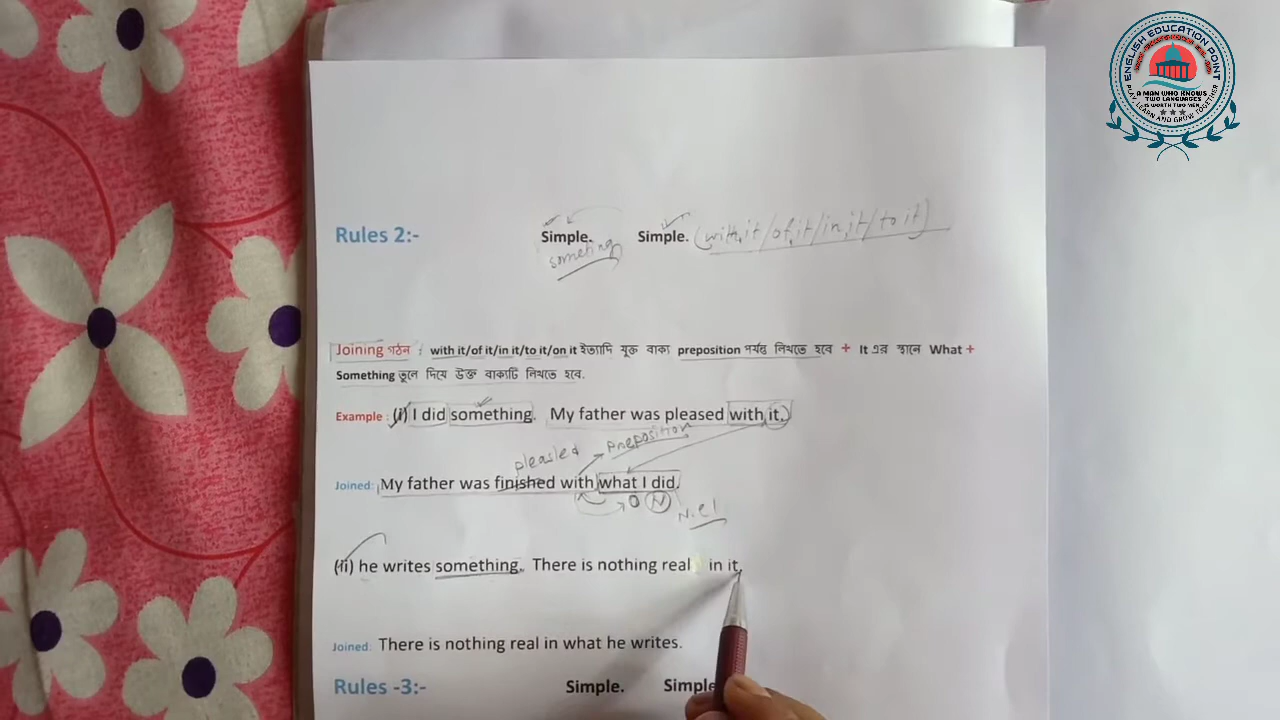 ENGLISH EDUCATION POINT
A MAN WHO KNOWS
TWO LANGUAGES
IS WORTH TWO MEN
PLAY, LEARN AND GROW TOGETHER
Rules 2:- Simple. Simple. (with it/of it/in it/to it)
someting
Joining গঠন : with it/of it/in it/to it/on it ইত্যাদি যুক্ত বাক্য preposition পর্যন্ত লিখতে হবে + It এর স্থানে What +
Something তুলে দিয়ে উক্ত বাক্যটি লিখতে হবে.
Example : (i) I did something. My father was pleased with it.
pleased preposition
Joined: My father was finished with what I did.
O N
N.cl
(ii) he writes something. There is nothing real in it.
Joined: There is nothing real in what he writes.
Rules -3:- Simple. Simple